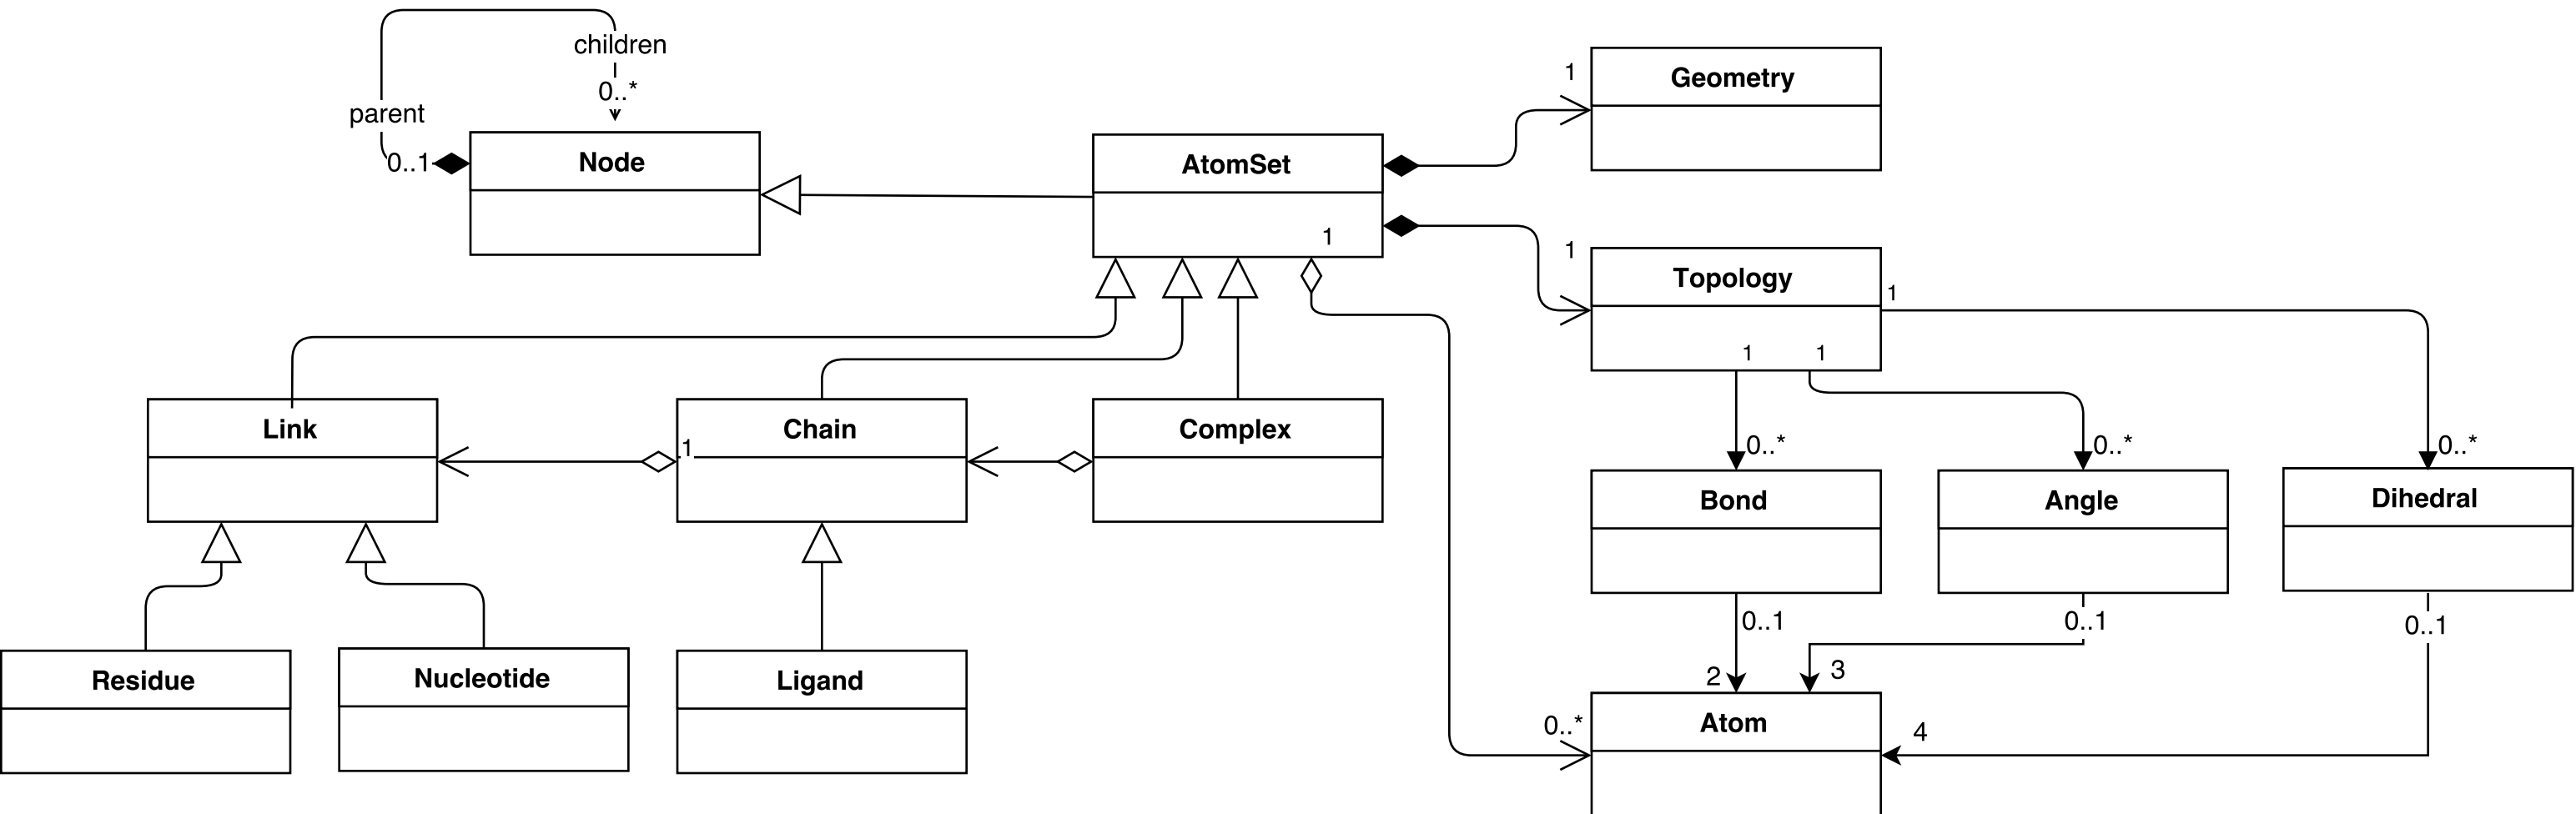 children
0..*
parent
0..1
Node
AtomSet
1
1
Geometry
1
Topology
1
1
1
Link
1
Chain
Complex
0..*
0..*
0..*
Bond
Angle
Dihedral
0..1
0..1
0..1
Residue
Nucleotide
Ligand
2
3
0..*
Atom
4